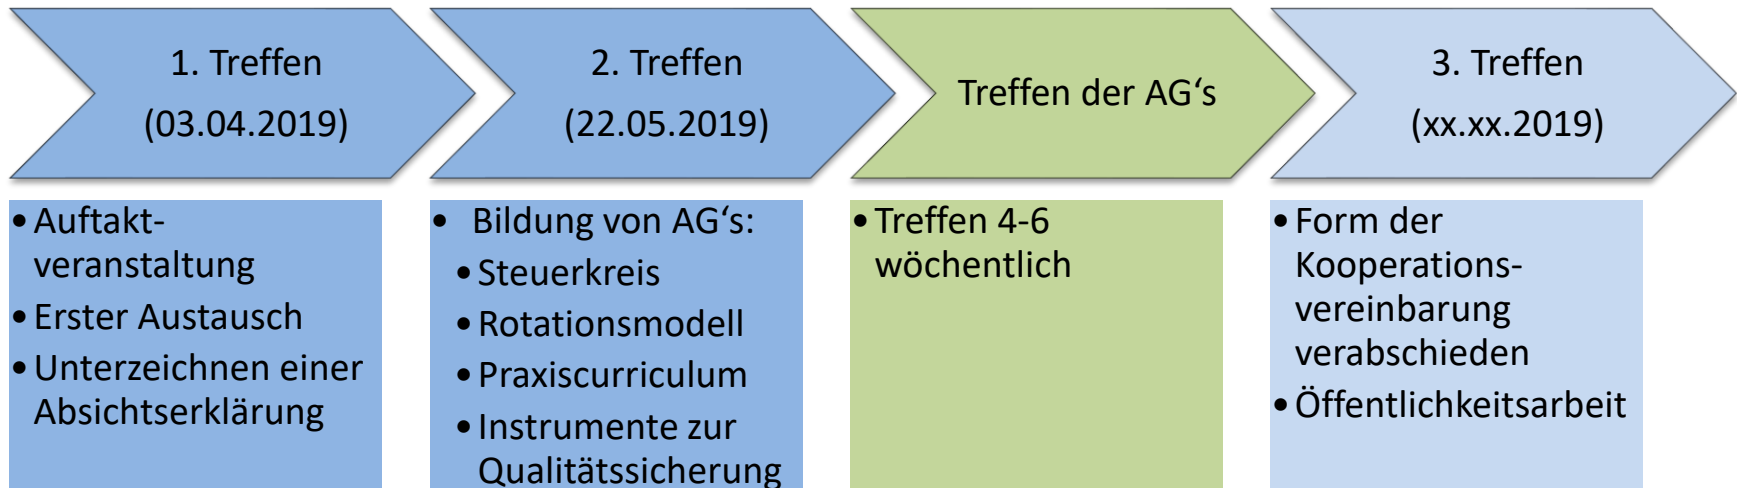 1. Treffen
(03.04.2019)
2. Treffen
(22.05.2019)
Treffen der AG‘s
3. Treffen
(xx.xx.2019)
• Auftakt-
veranstaltung
• Erster Austausch
• Unterzeichnen einer
Absichtserklärung
• Bildung von AG‘s:
• Steuerkreis
• Rotationsmodell
• Praxiscurriculum
• Instrumente zur
Qualitätssicherung
• Treffen 4-6
wöchentlich
• Form der
Kooperations-
vereinbarung
verabschieden
• Öffentlichkeitsarbeit